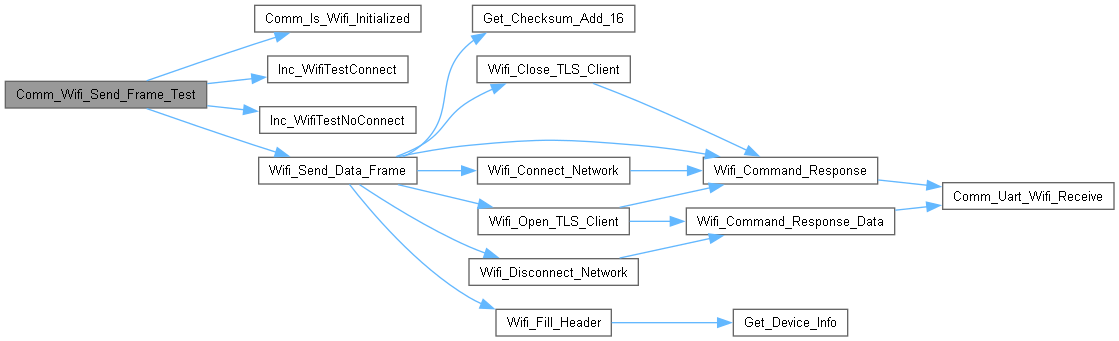 Comm_Is_Wifi_Initialized
Get_Checksum_Add_16
Inc_WifiTestConnect
Wifi_Close_TLS_Client
Comm_Wifi_Send_Frame_Test
Inc_WifiTestNoConnect
Wifi_Send_Data_Frame
Wifi_Connect_Network
Wifi_Command_Response
Comm_Uart_Wifi_Receive
Wifi_Open_TLS_Client
Wifi_Command_Response_Data
Wifi_Disconnect_Network
Wifi_Fill_Header
Get_Device_Info